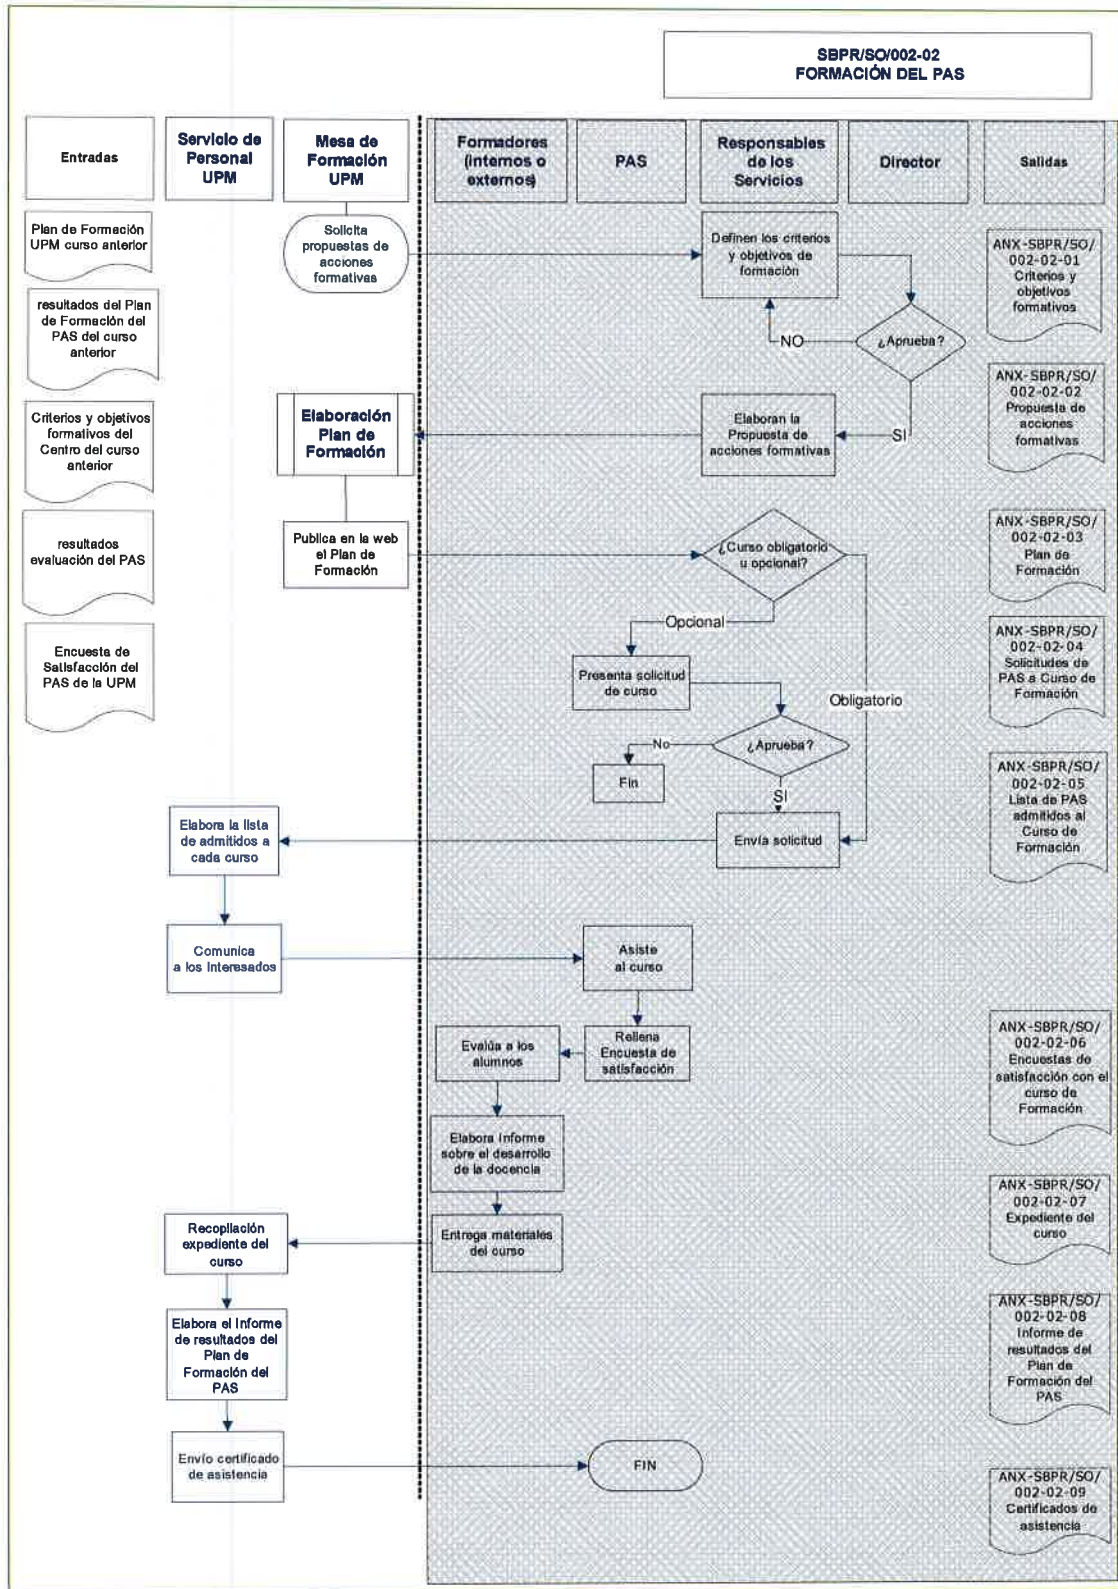 SBPR/SO/002-02
FORMACIÓN DEL PAS
Entradas
Servicio de
Personal
UPM
Mesa de
Formación
UPM
Formadores
(internos o
externos)
PAS
Responsables
de los
Servicios
Director
Salidas
Plan de Formación
UPM curso anterior
Solicita
propuestas de
acciones
formativas
Definen los criterios
y objetivos de
formación
ANX-SBPR/SO/
002-02-01
Criterios y
objetivos
formativos
resultados del Plan
de Formación del
PAS del curso
anterior
NO
¿Aprueba?
ANX-SBPR/SO/
002-02-02
Propuesta de
acciones
formativas
Criterios y objetivos
formativos del
Centro del curso
anterior
Elaboración
Plan de
Formación
Elaboran la
Propuesta de
acciones formativas
SI
resultados
evaluación del PAS
Publica en la web
el Plan de
Formación
¿Curso obligatorio
u opcional?
ANX-SBPR/SO/
002-02-03
Plan de
Formación
Opcional
Encuesta de
Satisfacción del
PAS de la UPM
Presenta solicitud
de curso
Obligatorio
ANX-SBPR/SO/
002-02-04
Solicitudes de
PAS a Curso de
Formación
No
¿Aprueba?
Fin
SI
ANX-SBPR/SO/
002-02-05
Lista de PAS
admitidos al
Curso de
Formación
Elabora la lista
de admitidos a
cada curso
Envía solicitud
Comunica
a los Interesados
Asiste
al curso
Evalúa a los
alumnos
Rellena
Encuesta de
satisfacción
ANX-SBPR/SO/
002-02-06
Encuestas de
satisfacción con el
curso de
Formación
Elabora Informe
sobre el desarrollo
de la docencia
Recopilación
expediente del
curso
Entrega materiales
del curso
ANX-SBPR/SO/
002-02-07
Expediente del
curso
Elabora el Informe
de resultados del
Plan de
Formación del
PAS
ANX-SBPR/SO/
002-02-08
Informe de
resultados del
Plan de
Formación del
PAS
Envío certificado
de asistencia
FIN
ANX-SBPR/SO/
002-02-09
Certificados de
asistencia